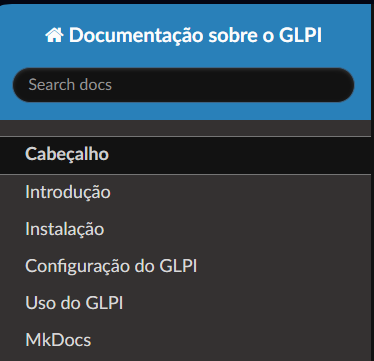 Documentação sobre o GLPI
Search docs
Cabeçalho
Introdução
Instalação
Configuração do GLPI
Uso do GLPI
MkDocs